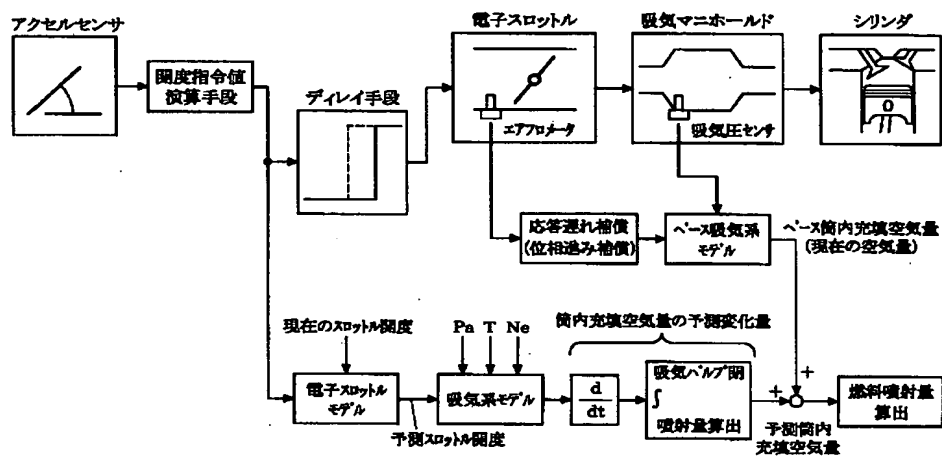 アクセルセンサ
電子スロットル
吸気マニホールド
シリンダ
開度指令値
演算手段
ディレイ手段
エアフロメータ
吸気圧センサ
応答遅れ補償
(位相進み補償)
ベース吸気系
モデル
ベース筒内充填空気量
(現在の空気量)
現在のスロットル開度
Pa T Ne
筒内充填空気量の予測変化量
電子スロットル
モデル
吸気系モデル
d
dt
吸気バルブ閉
∫
噴射量算出
+
+
燃料噴射量
算出
予測スロットル開度
予測筒内
充填空気量